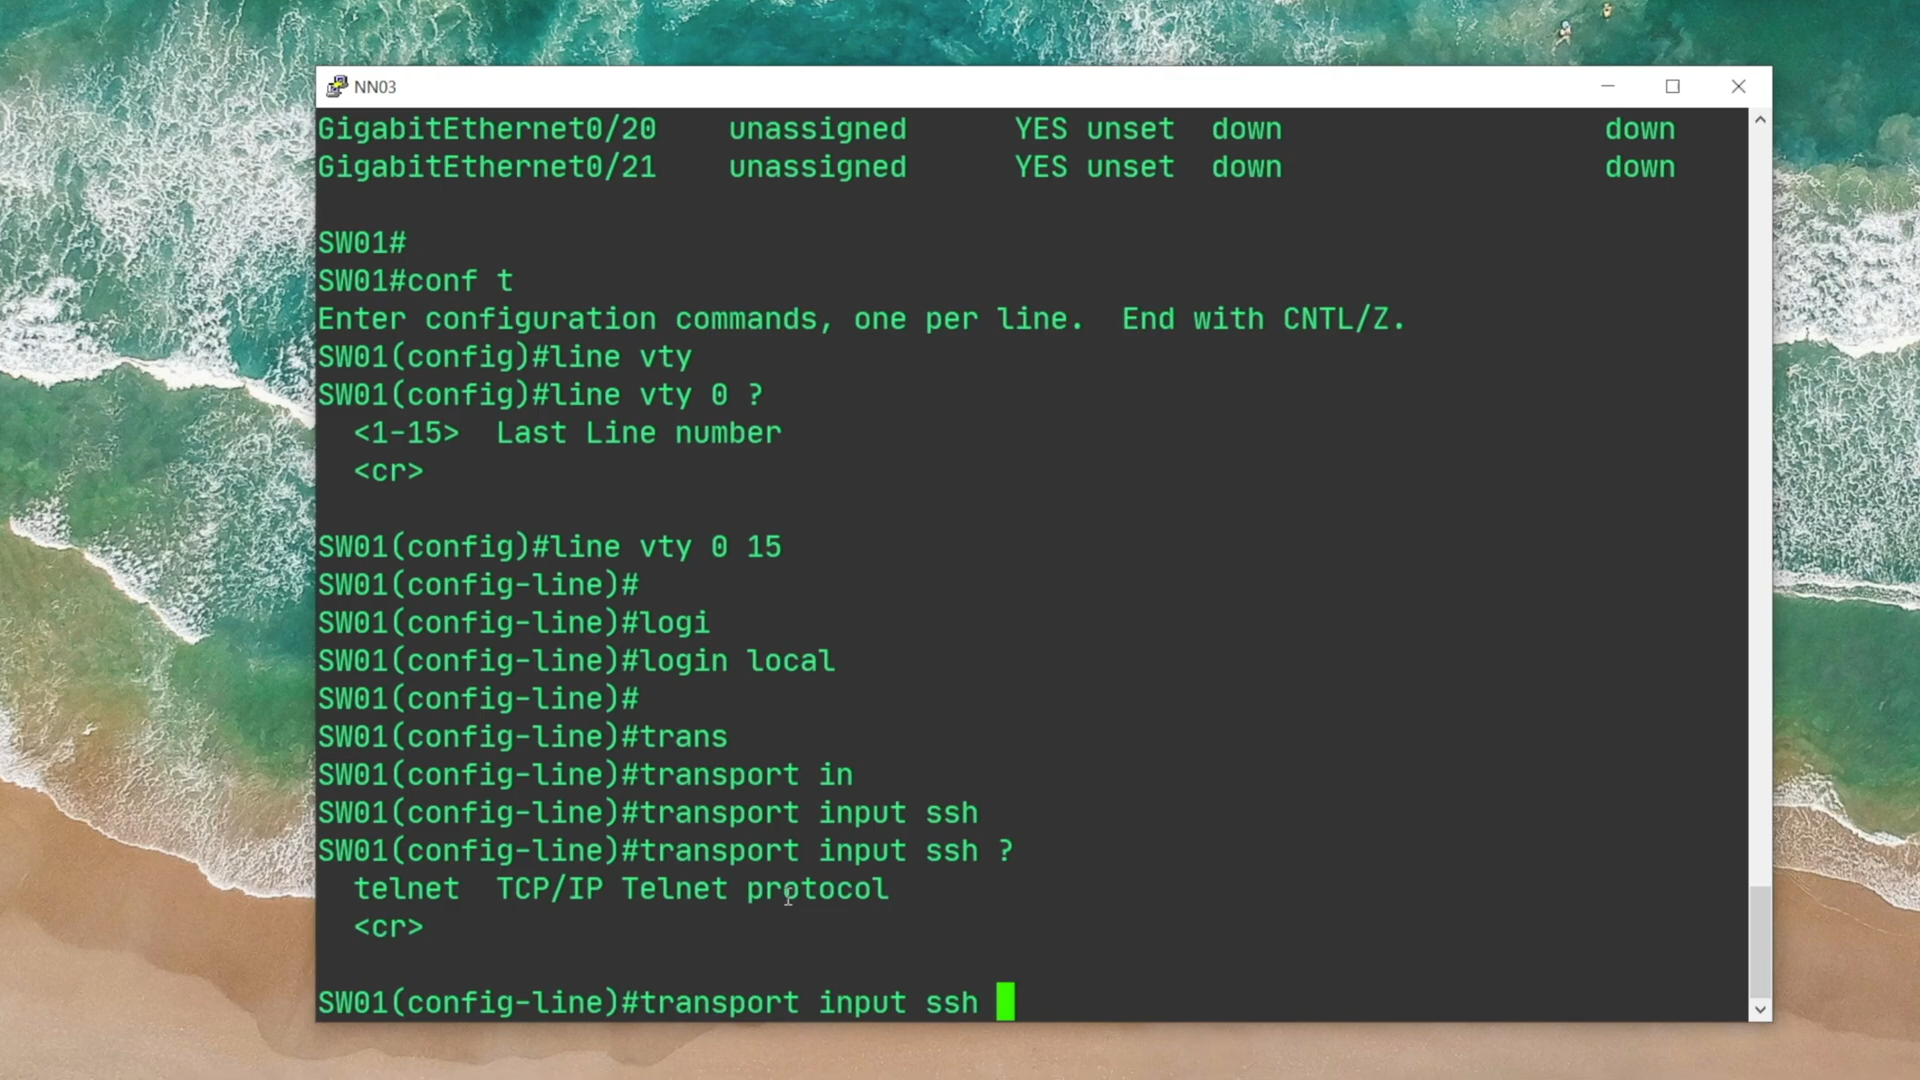 NN03
GigabitEthernet0/20    unassigned      YES unset  down                  down
GigabitEthernet0/21    unassigned      YES unset  down                  down
SW01#
SW01#conf t
Enter configuration commands, one per line.  End with CNTL/Z.
SW01(config)#line vty
SW01(config)#line vty 0 ?
  <1-15>  Last Line number
  <cr>
SW01(config)#line vty 0 15
SW01(config-line)#
SW01(config-line)#logi
SW01(config-line)#login local
SW01(config-line)#
SW01(config-line)#trans
SW01(config-line)#transport in
SW01(config-line)#transport input ssh
SW01(config-line)#transport input ssh ?
  telnet  TCP/IP Telnet protocol
  <cr>
SW01(config-line)#transport input ssh